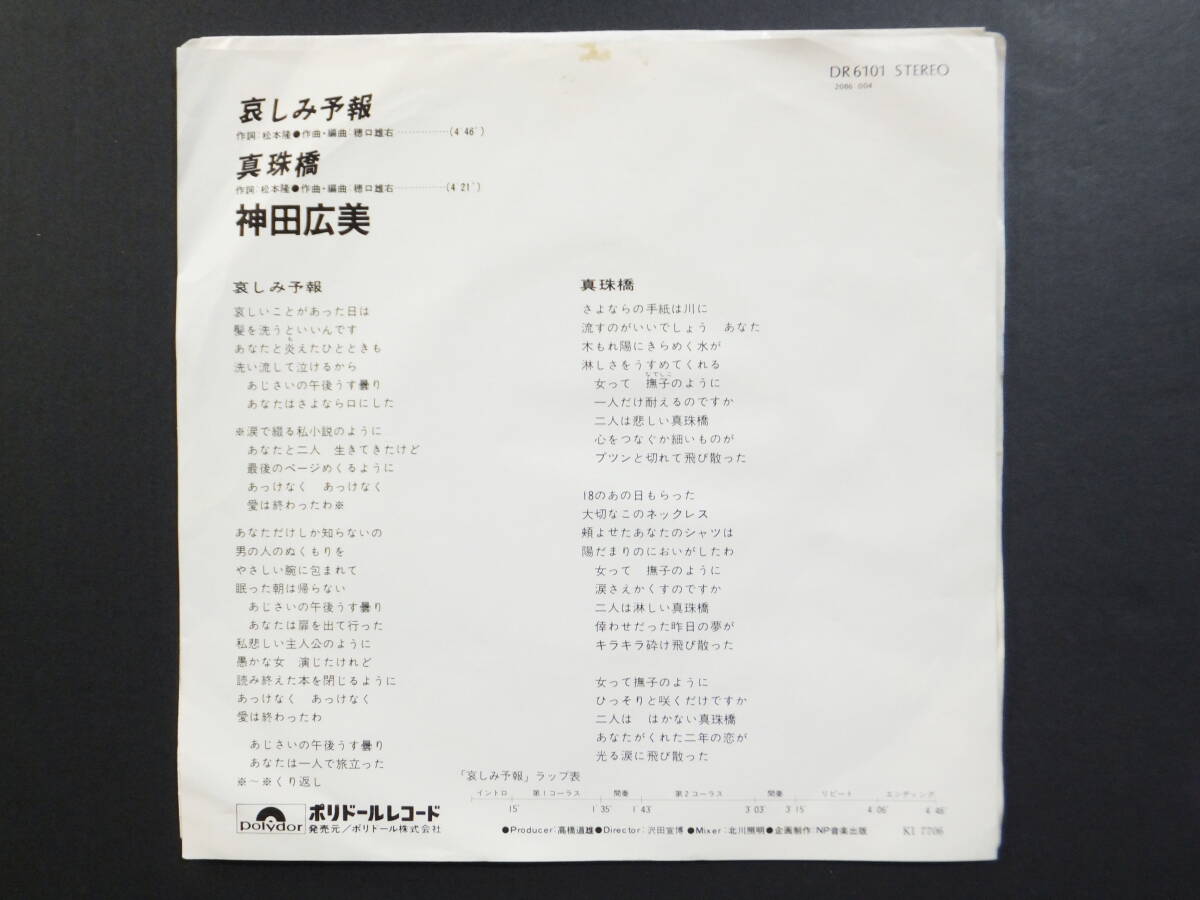 DR6101 STEREO
2086 004
哀しみ予報
作詞:松本隆●作曲・編曲:穂口雄右…………(4′46″)
真珠橋
作詞:松本隆●作曲・編曲:穂口雄右…………(4′21″)
神田広美
哀しみ予報
哀しいことがあった日は
髪を洗うといいんです
も
あなたと炎えたひとときも
洗い流して泣けるから
あじさいの午後うす曇り
あなたはさよなら口にした
※涙で綴る私小説のように
あなたと二人 生きてきたけど
最後のページめくるように
あっけなく あっけなく
愛は終わったわ※
あなただけしか知らないの
男の人のぬくもりを
やさしい腕に包まれて
眠った朝は帰らない
あじさいの午後うす曇り
あなたは扉を出て行った
私悲しい主人公のように
愚かな女 演じたけれど
読み終えた本を閉じるように
あっけなく あっけなく
愛は終わったわ
あじさいの午後うす曇り
あなたは一人で旅立った
※〜※くり返し
真珠橋
さよならの手紙は川に
流すのがいいでしょう あなた
木もれ陽にきらめく水が
淋しさをうすめてくれる
なでしこ
女って 撫子のように
一人だけ耐えるのですか
二人は悲しい真珠橋
心をつなぐか細いものが
プツンと切れて飛び散った
18のあの日もらった
大切なこのネックレス
頬よせたあなたのシャツは
陽だまりのにおいがしたわ
女って 撫子のように
涙さえかくすのですか
二人は淋しい真珠橋
倖わせだった昨日の夢が
キラキラ砕け飛び散った
女って撫子のように
ひっそりと咲くだけですか
二人は はかない真珠橋
あなたがくれた二年の恋が
光る涙に飛び散った
「哀しみ予報」ラップ表
イントロ 第1コーラス 間奏 第2コーラス 間奏 リピート エンディング
15″ 1′35″ 1′43″ 3′03″ 3′15″ 4′06″ 4′46″
polydor
ポリドールレコード
発売元/ポリドール株式会社
●Producer:高橋道雄●Director:沢田宣博●Mixer:北川照明●企画制作:NP音楽出版
KI 7706